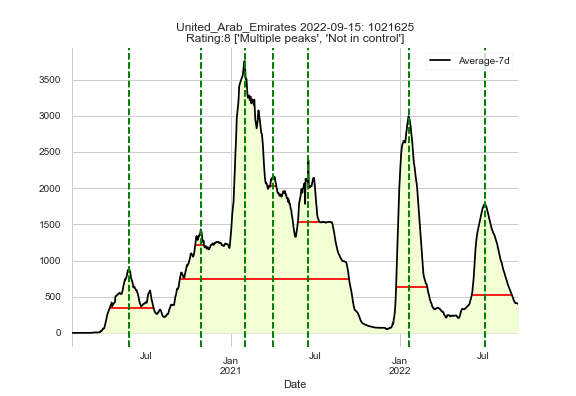 United_Arab_Emirates 2022-09-15: 1021625
Rating:8 ['Multiple peaks', 'Not in control']
Average-7d
3500
3000
2500
2000
1500
1000
500
0
Jul
Jan
2021
Jul
Jan
2022
Jul
Date